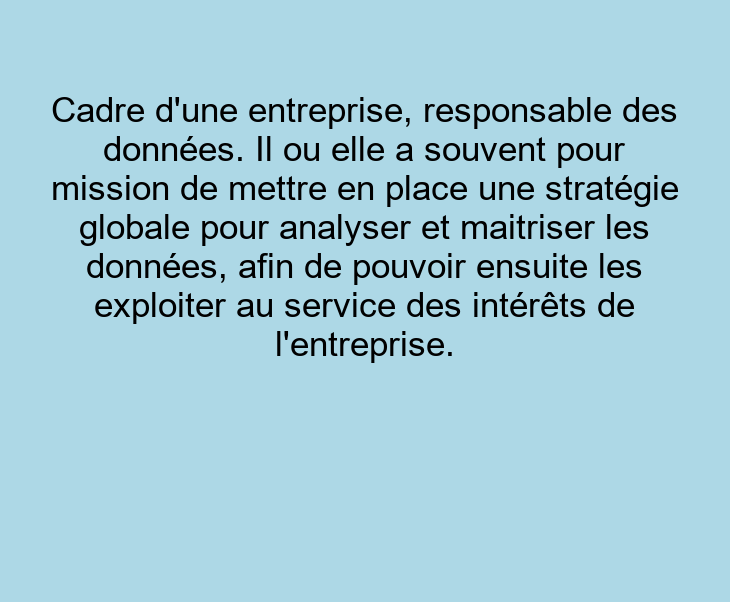 Cadre d'une entreprise, responsable des
données. Il ou elle a souvent pour
mission de mettre en place une stratégie
globale pour analyser et maitriser les
données, afin de pouvoir ensuite les
exploiter au service des intérêts de
l'entreprise.